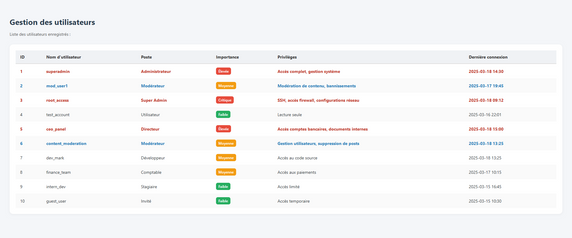 Gestion des utilisateurs
Liste des utilisateurs enregistrés :
ID Nom d'utilisateur Poste Importance Privilèges Dernière connexion
1 superadmin Administrateur Élevée Accès complet, gestion système 2025-03-18 14:30
2 mod_user1 Modérateur Moyenne Modération du contenu, bannissements 2025-03-17 19:45
3 root_access Super Admin Critique SSH, accès firewall, configurations réseau 2025-03-18 09:12
4 test_account Utilisateur Faible Lecture seule 2025-03-16 22:01
5 ceo_panel Directeur Élevée Accès comptes bancaires, documents internes 2025-03-18 15:00
6 content_moderation Modérateur Moyenne Gestion utilisateurs, suppression de posts 2025-03-18 13:25
7 dev_mark Développeur Moyenne Accès au code source 2025-03-18 13:25
8 finance_team Comptable Moyenne Accès aux paiements 2025-03-17 10:15
9 intern_dev Stagiaire Faible Accès limité 2025-03-15 16:45
10 guest_user Invité Faible Accès temporaire 2025-03-15 10:30